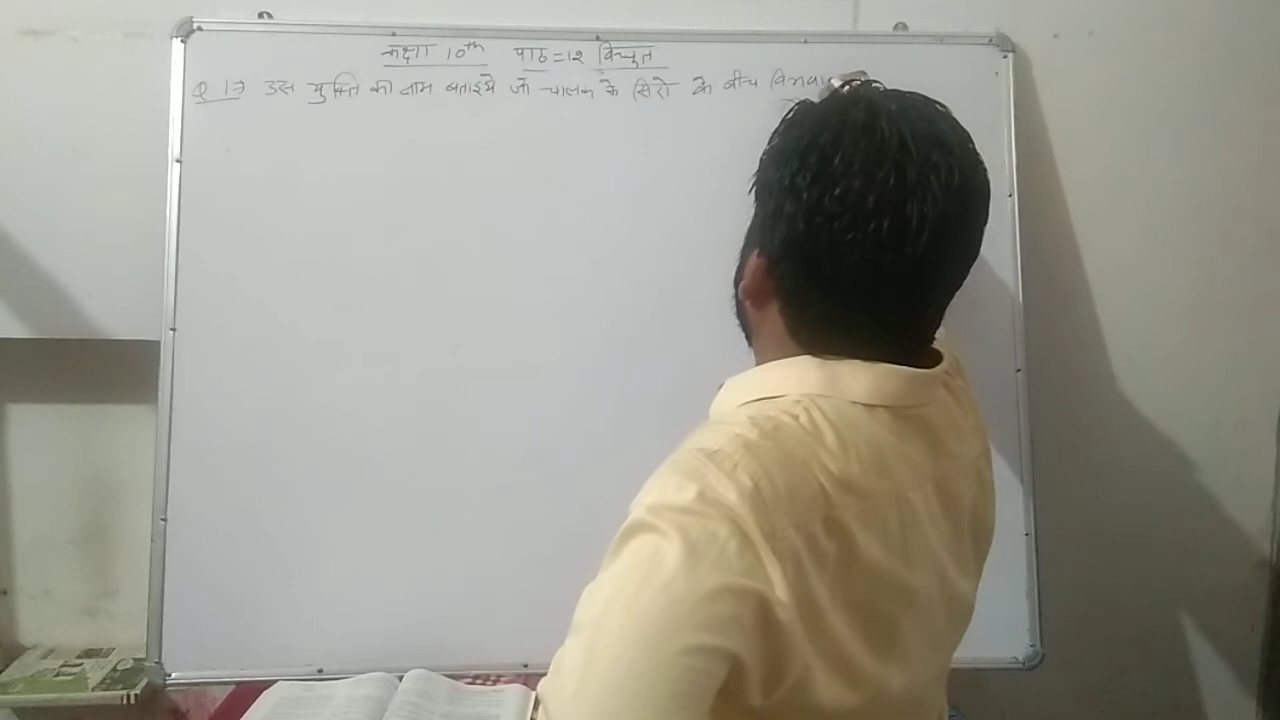 कक्षा 10th पाठ = 12 विद्युत
Q 1⇒ उस युक्ति का नाम बताइये जो चालक के सिरो के बीच विभवा